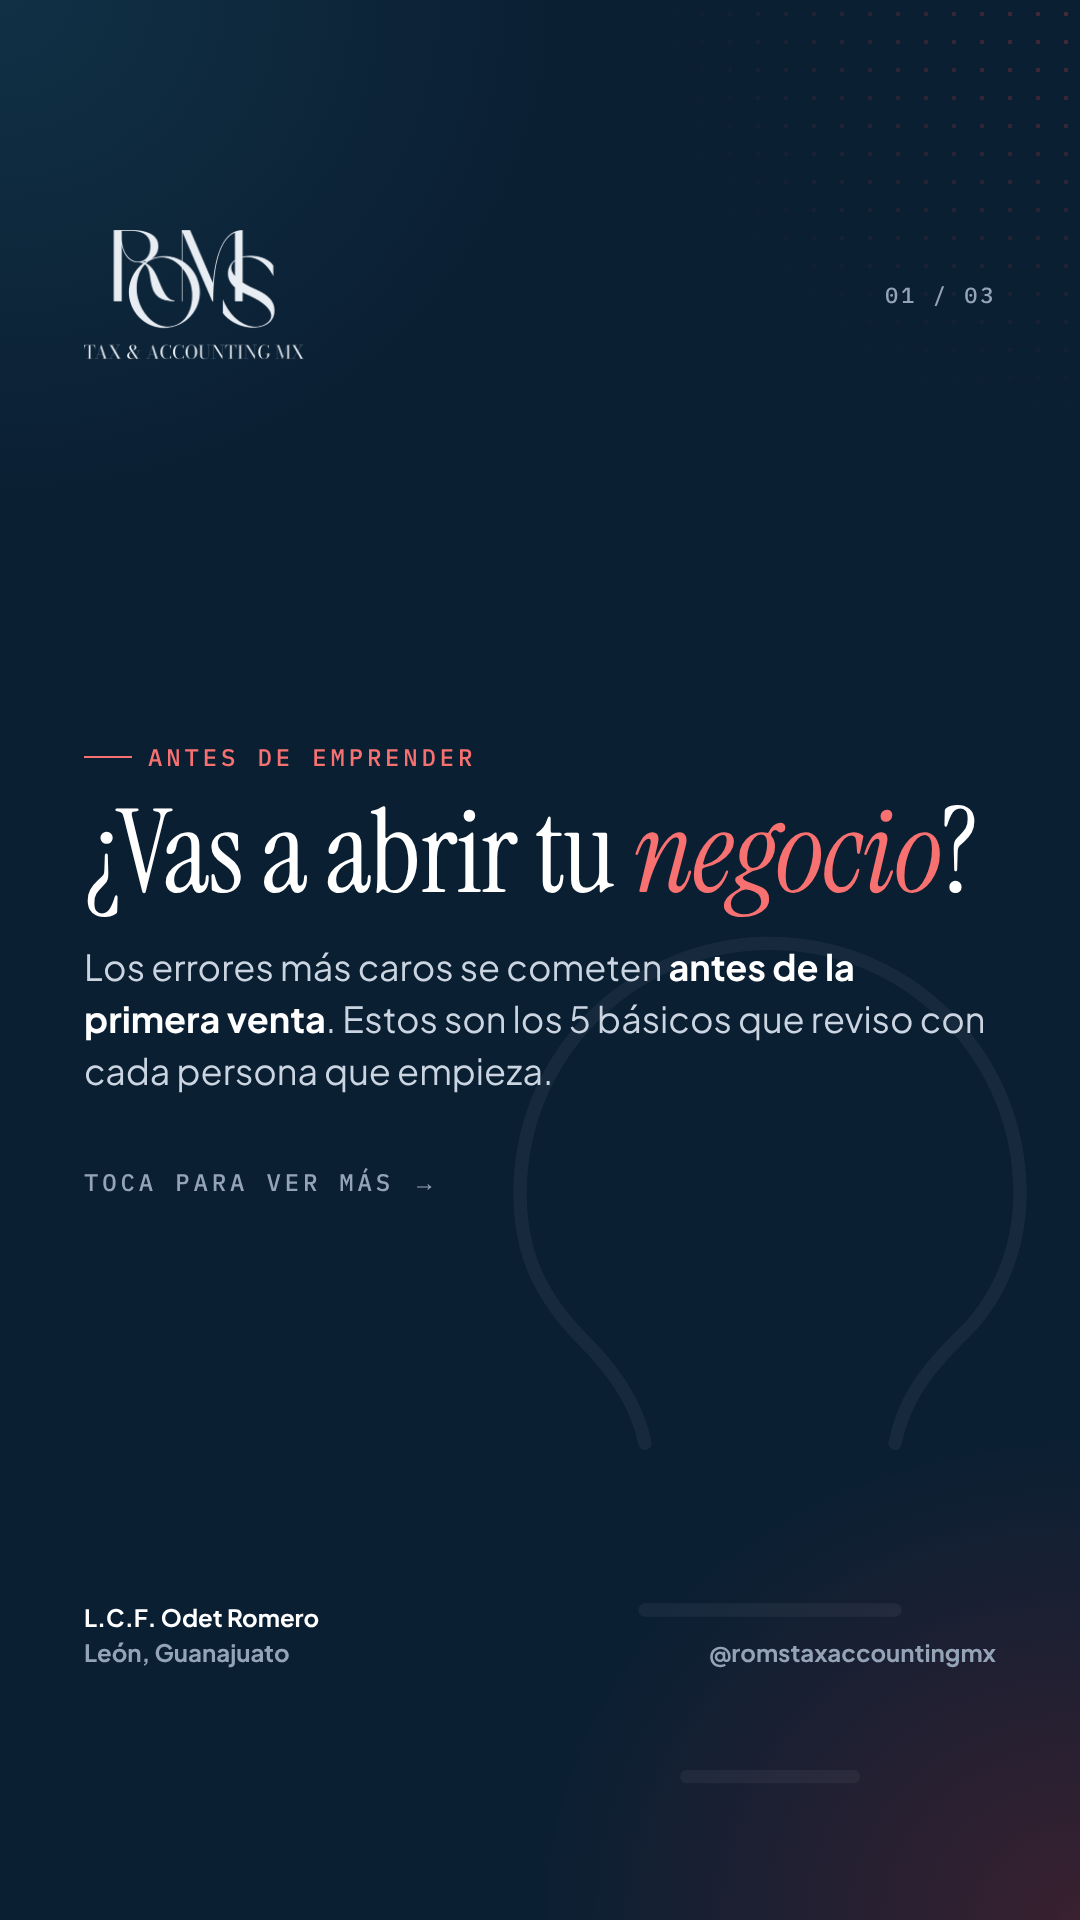 ROMS
TAX & ACCOUNTING MX
01 / 03
ANTES DE EMPRENDER
¿Vas a abrir tu negocio?
Los errores más caros se cometen antes de la
primera venta. Estos son los 5 básicos que reviso con
cada persona que empieza.
TOCA PARA VER MÁS →
L.C.F. Odet Romero
León, Guanajuato
@romstaxaccountingmx